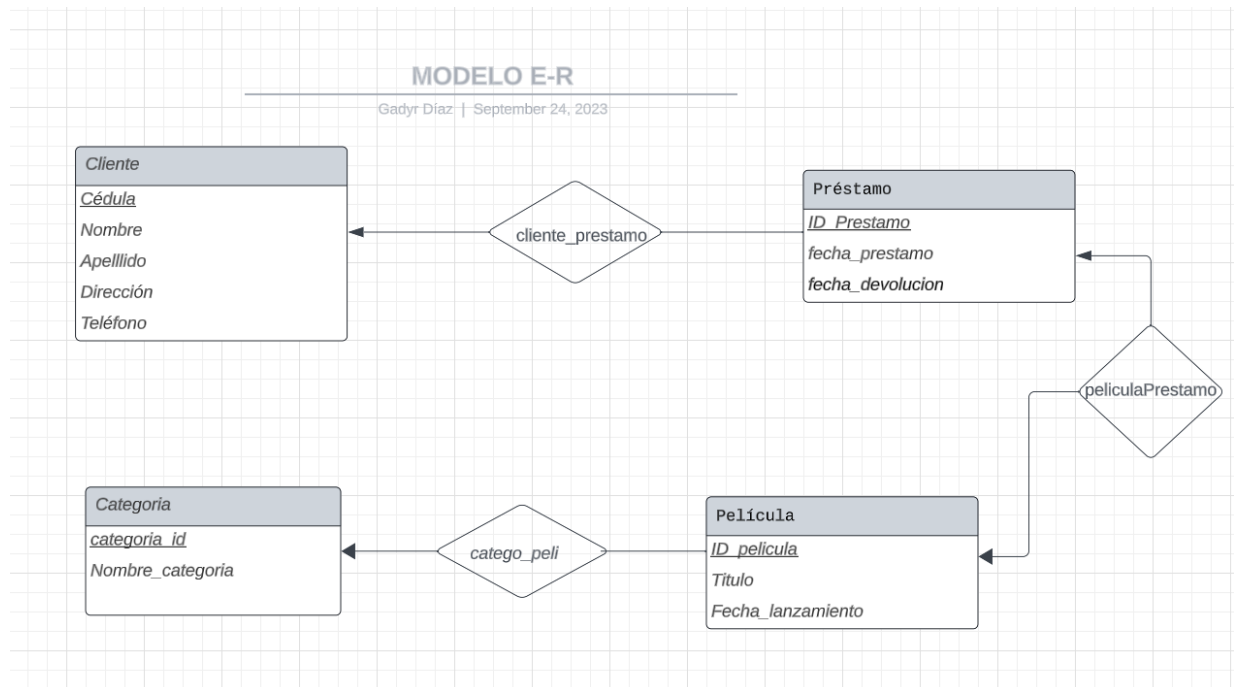 MODELO E-R
Gadyr Díaz | September 24, 2023
Cliente
Cédula
Nombre
Apelllido
Dirección
Teléfono
cliente_prestamo
Préstamo
ID_Prestamo
fecha_prestamo
fecha_devolucion
peliculaPrestamo
Categoria
categoria_id
Nombre_categoria
catego_peli
Película
ID_pelicula
Titulo
Fecha_lanzamiento